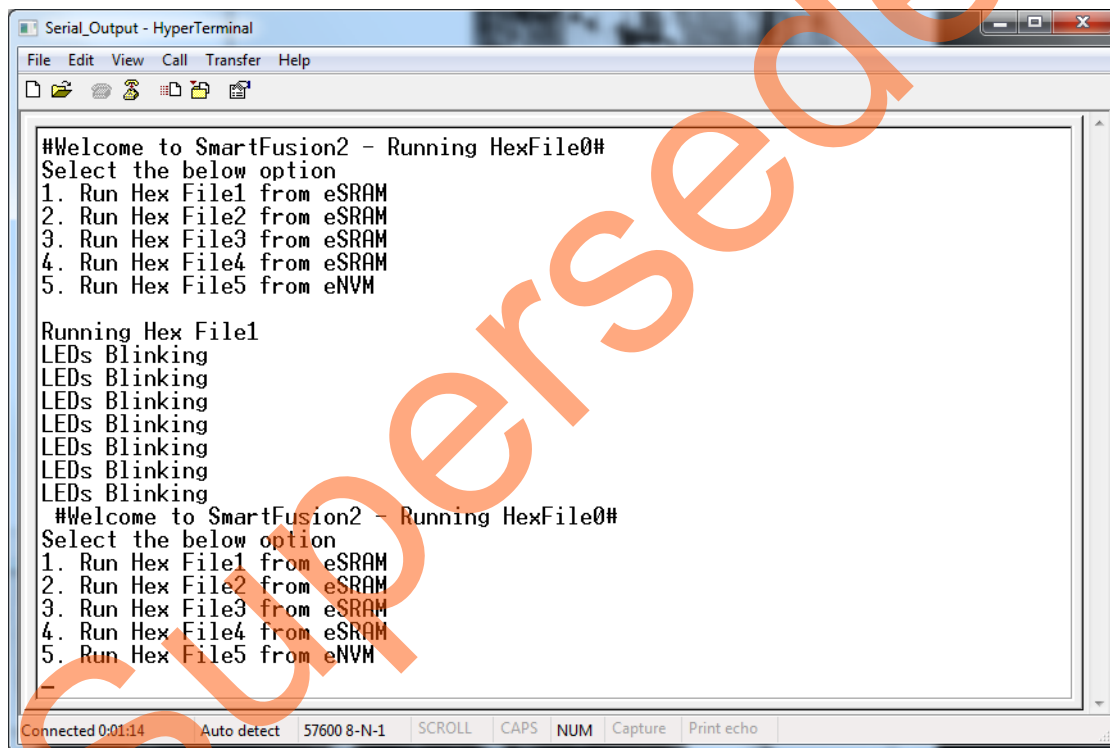 Serial_Output - HyperTerminal
File Edit View Call Transfer Help
#Welcome to SmartFusion2 - Running HexFile0#
Select the below option
1. Run Hex File1 from eSRAM
2. Run Hex File2 from eSRAM
3. Run Hex File3 from eSRAM
4. Run Hex File4 from eSRAM
5. Run Hex File5 from eNVM
Running Hex File1
LEDs Blinking
LEDs Blinking
LEDs Blinking
LEDs Blinking
LEDs Blinking
LEDs Blinking
LEDs Blinking
#Welcome to SmartFusion2 - Running HexFile0#
Select the below option
1. Run Hex File1 from eSRAM
2. Run Hex File2 from eSRAM
3. Run Hex File3 from eSRAM
4. Run Hex File4 from eSRAM
5. Run Hex File5 from eNVM
_
Connected 0:01:14 Auto detect 57600 8-N-1 SCROLL CAPS NUM Capture Print echo
Supersede